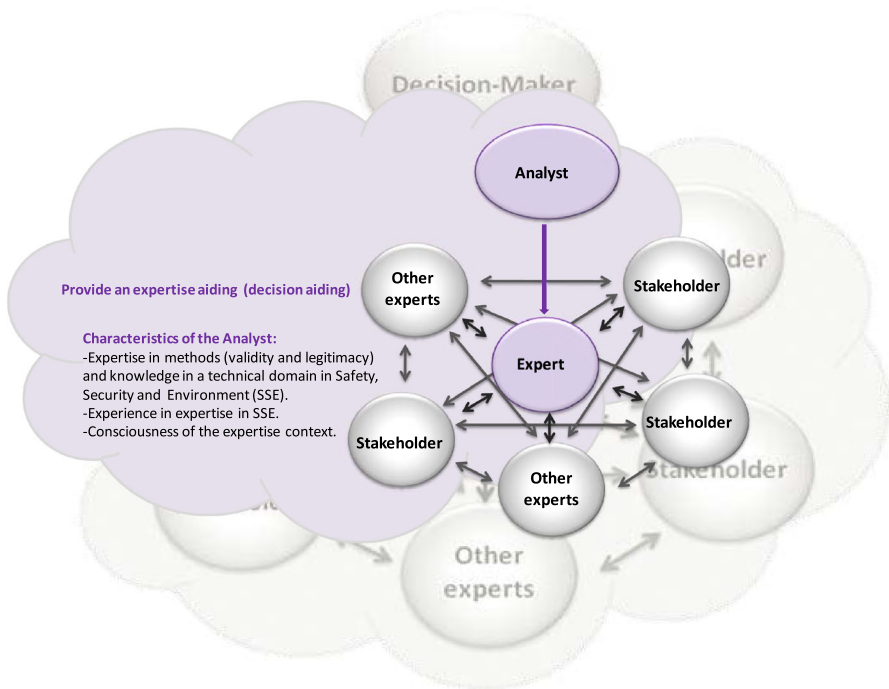 Decision-Maker
Analyst
Other
experts
Stakeholder
Provide an expertise aiding (decision aiding)
Characteristics of the Analyst:
-Expertise in methods (validity and legitimacy)
and knowledge in a technical domain in Safety,
Security and Environment (SSE).
-Experience in expertise in SSE.
-Consciousness of the expertise context.
Expert
Stakeholder
Stakeholder
Other
experts
Stakeholder
Other
experts